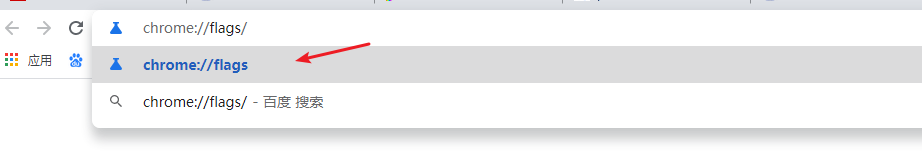 chrome://flags/
chrome://flags
应用
chrome://flags/ - 百度 搜索